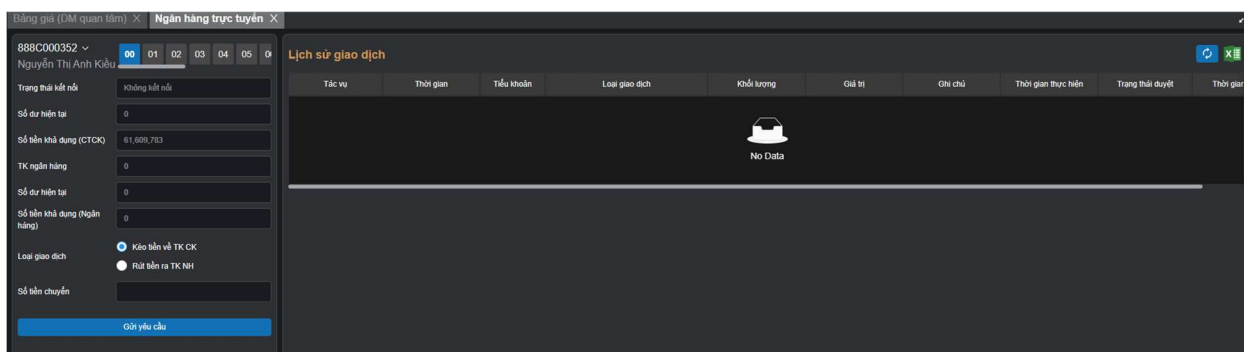 Bảng giá (DM quan tâm) X Ngân hàng trực tuyến X
888C000352
Nguyễn Thị Anh Kiều
00 01 02 03 04 05
Trạng thái kết nối Không kết nối
Số dư hiện tại 0
Số tiền khả dụng (CTCK) 61,609,783
TK ngân hàng 0
Số dư hiện tại 0
Số tiền khả dụng (Ngân
hàng) 0
Loại giao dịch
Kéo tiền về TK CK
Rút tiền ra TK NH
Số tiền chuyển
Gửi yêu cầu
Lịch sử giao dịch
Tác vụ Thời gian Tiểu khoản Loại giao dịch Khối lượng Giá trị Ghi chú Thời gian thực hiện Trạng thái duyệt Thời gian
No Data